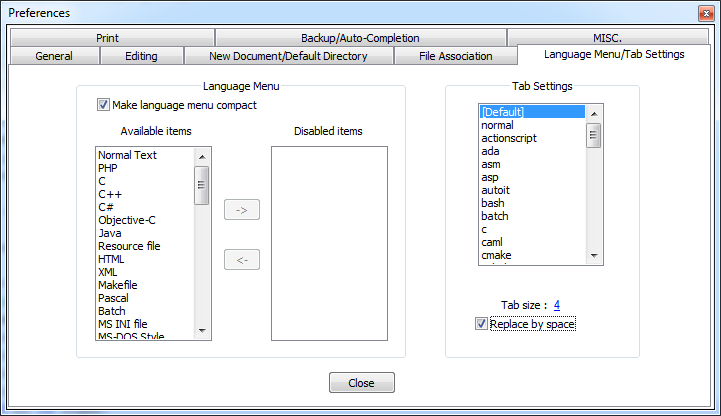 Preferences
Print
Backup/Auto-Completion
MISC.
General
Editing
New Document/Default Directory
File Association
Language Menu/Tab Settings
Language Menu
Make language menu compact
Available items
Disabled items
Normal Text
PHP
C
C++
C#
Objective-C
Java
Resource file
HTML
XML
Makefile
Pascal
Batch
MS INI file
MS-DOS Style
->
<-
Tab Settings
[Default]
normal
actionscript
ada
asm
asp
autoit
bash
batch
c
caml
cmake
Tab size : 4
Replace by space
Close